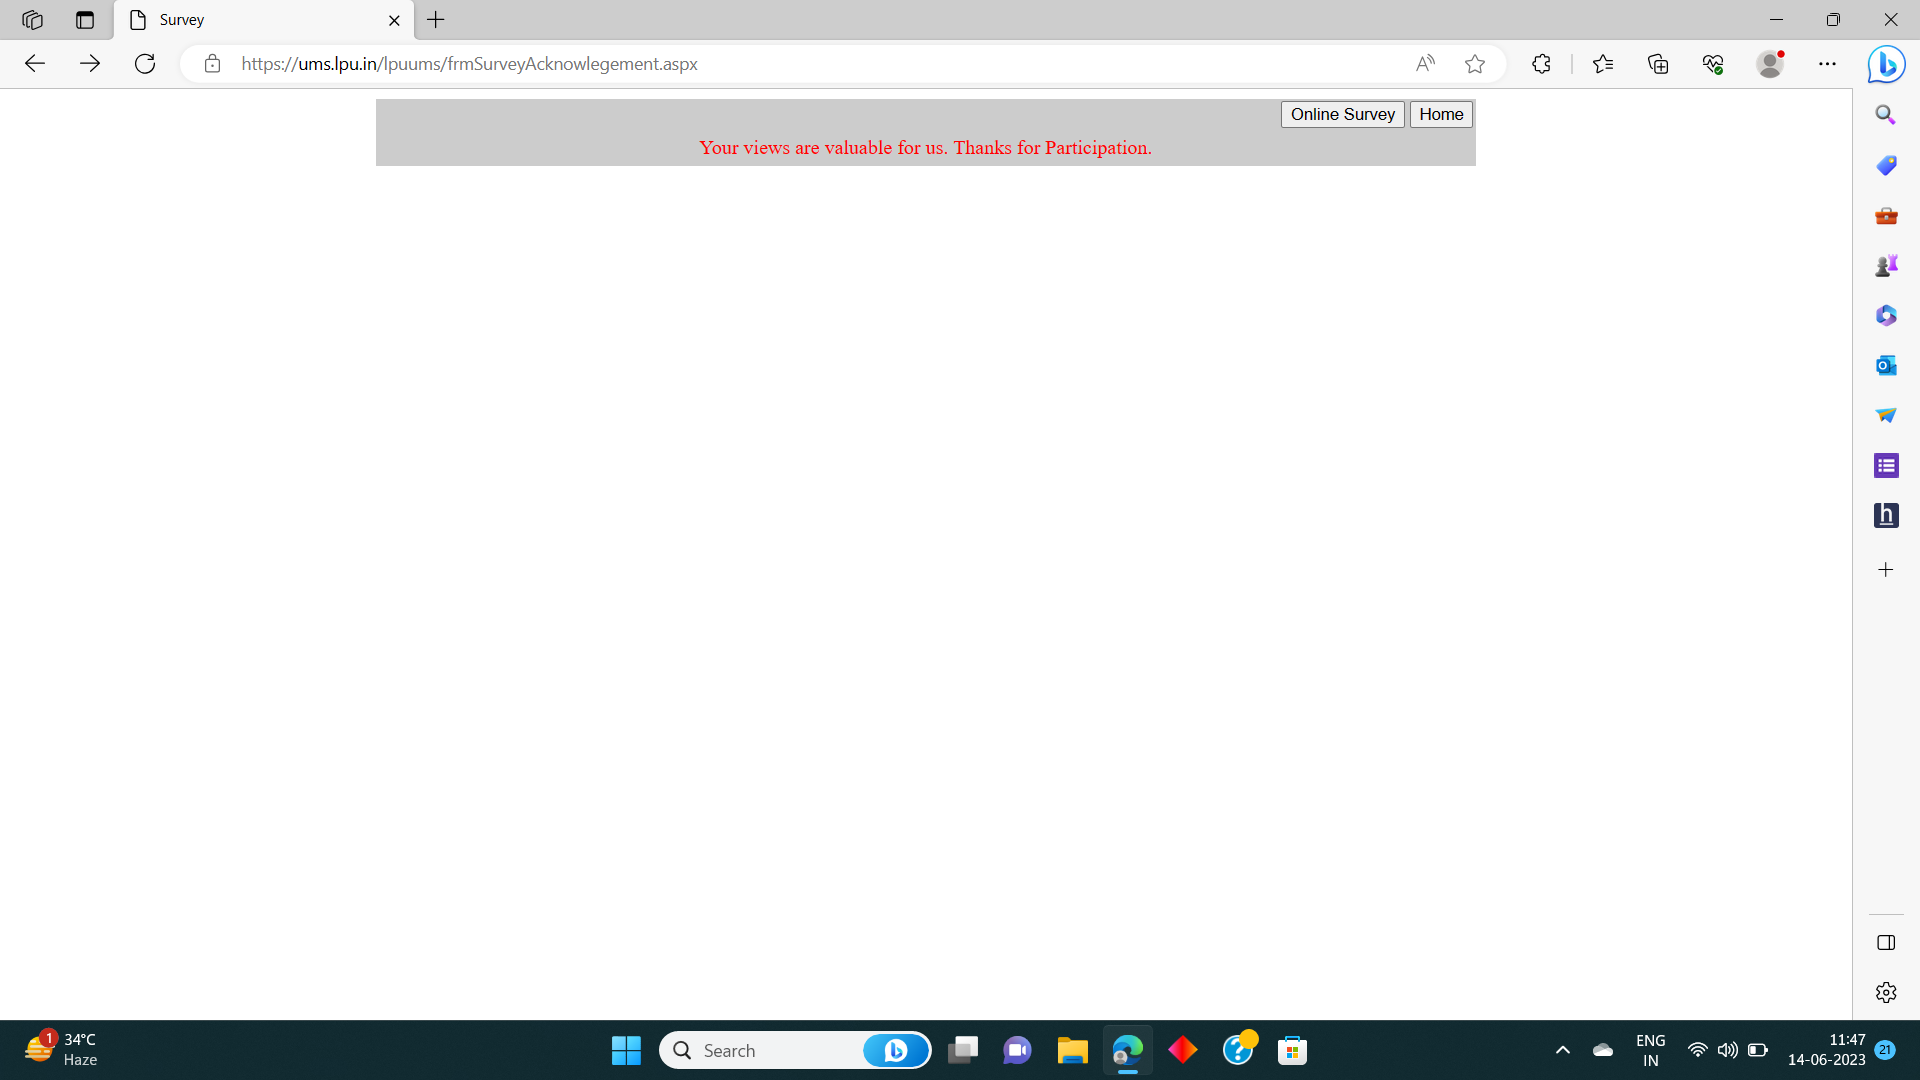 Survey
https://ums.lpu.in/lpuums/frmSurveyAcknowlegement.aspx
Online Survey Home
Your views are valuable for us. Thanks for Participation.
1
34°C
Haze
Search
ENG
IN
11:47
14-06-2023
21